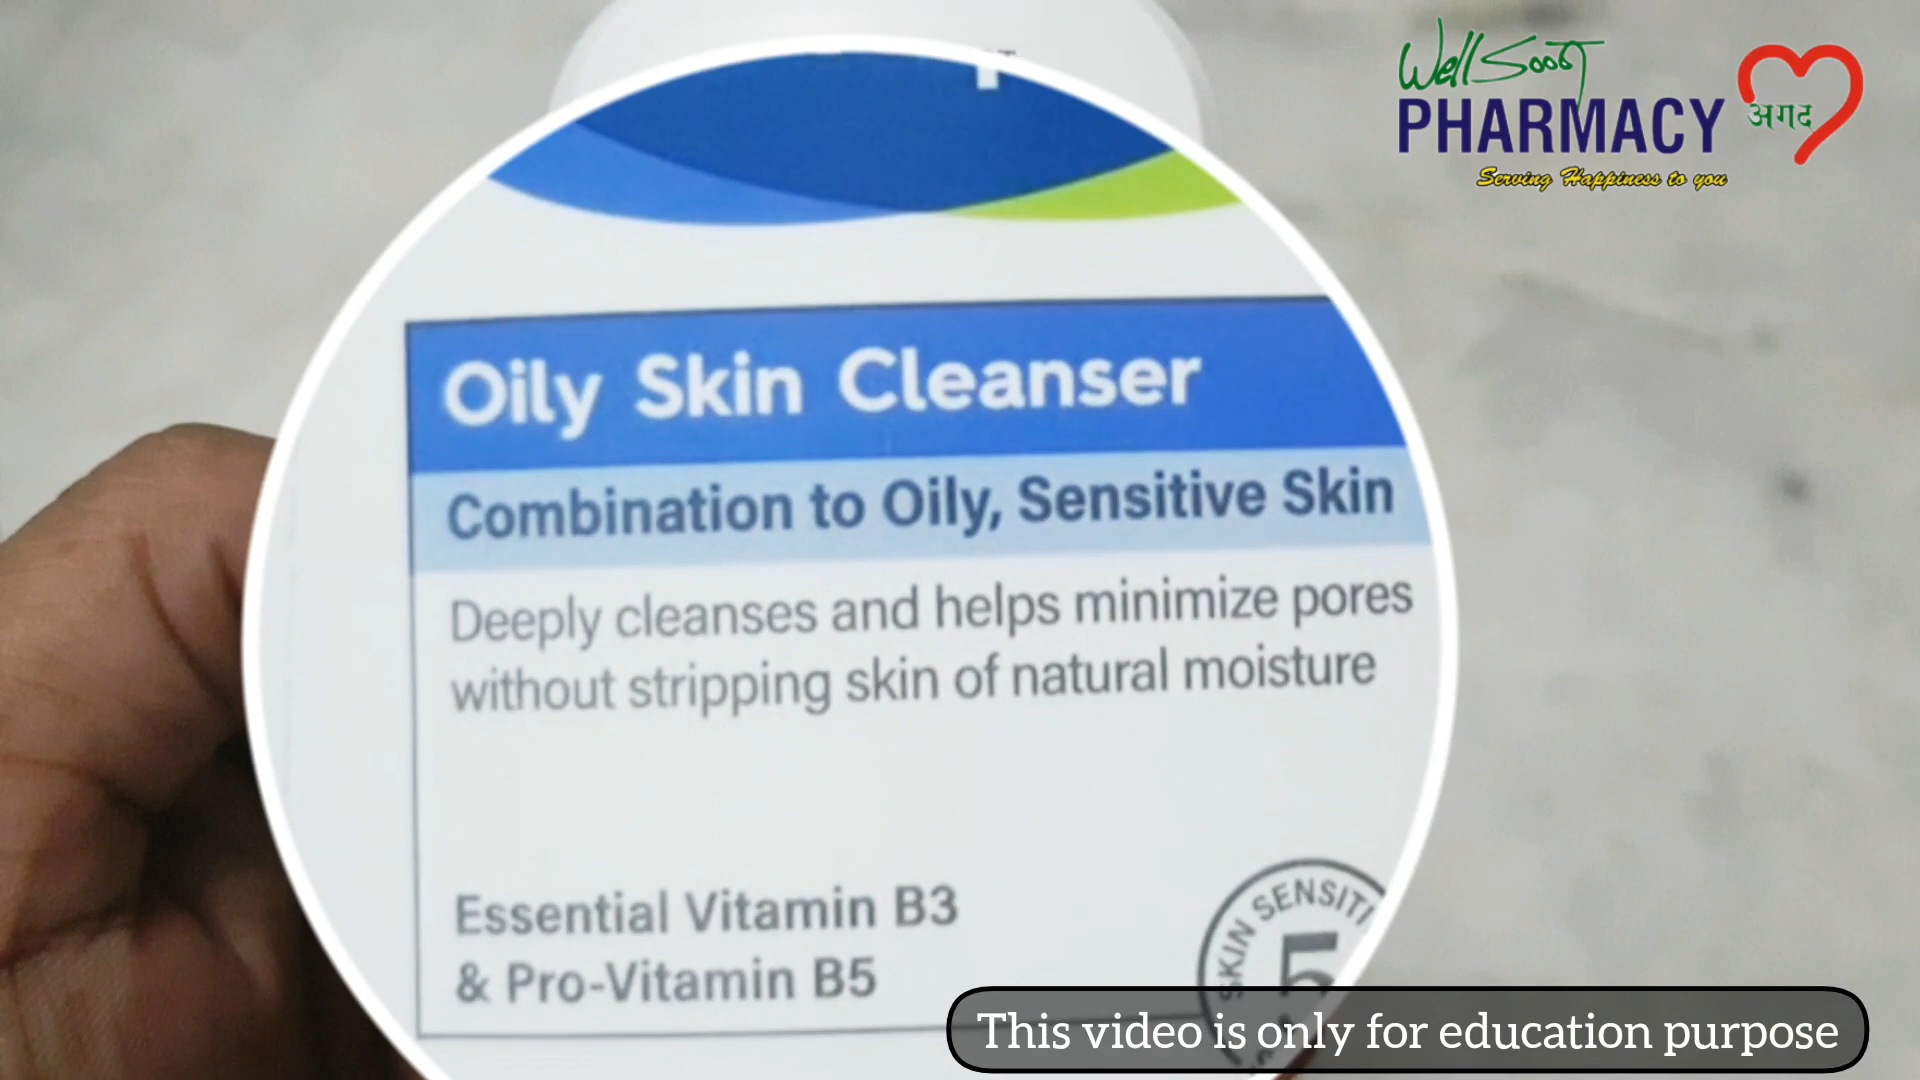 WellSoon
PHARMACY
अगद
Serving Happiness to you
Oily Skin Cleanser
Combination to Oily, Sensitive Skin
Deeply cleanses and helps minimize pores
without stripping skin of natural moisture
Essential Vitamin B3
& Pro-Vitamin B5
SKIN SENSITI
5
This video is only for education purpose